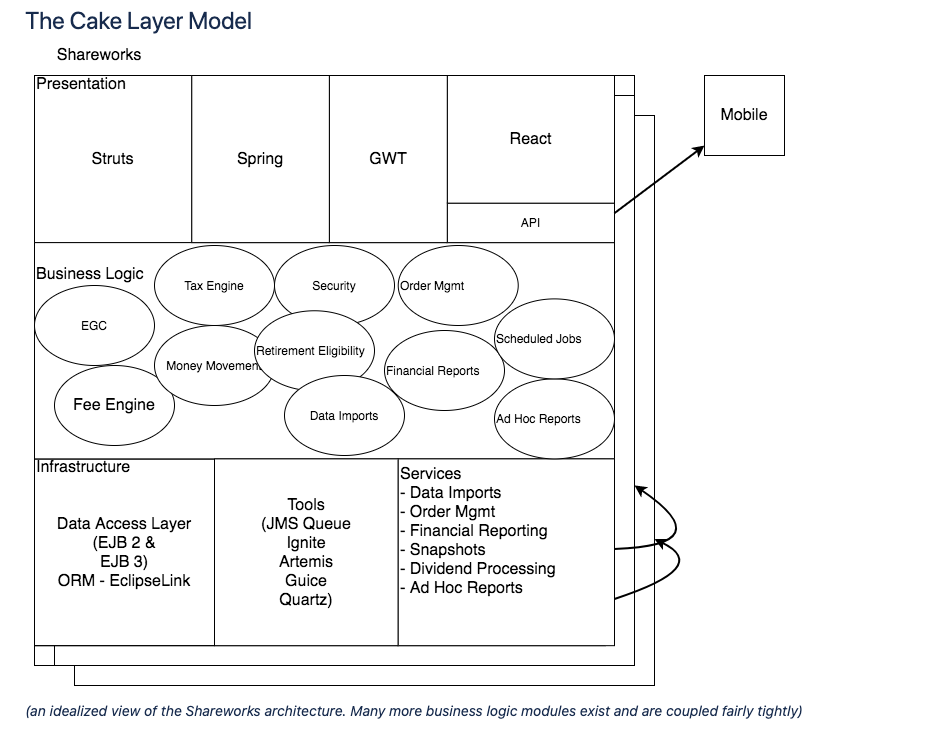 The Cake Layer Model
Shareworks
Presentation
Struts
Spring
GWT
React
API
Mobile
Business Logic
Tax Engine
Security
Order Mgmt
EGC
Scheduled Jobs
Retirement Eligibility
Money Movemen
Financial Reports
Fee Engine
Data Imports
Ad Hoc Reports
Infrastructure
Data Access Layer
(EJB 2 &
EJB 3)
ORM - EclipseLink
Tools
(JMS Queue
Ignite
Artemis
Guice
Quartz)
Services
- Data Imports
- Order Mgmt
- Financial Reporting
- Snapshots
- Dividend Processing
- Ad Hoc Reports
(an idealized view of the Shareworks architecture. Many more business logic modules exist and are coupled fairly tightly)